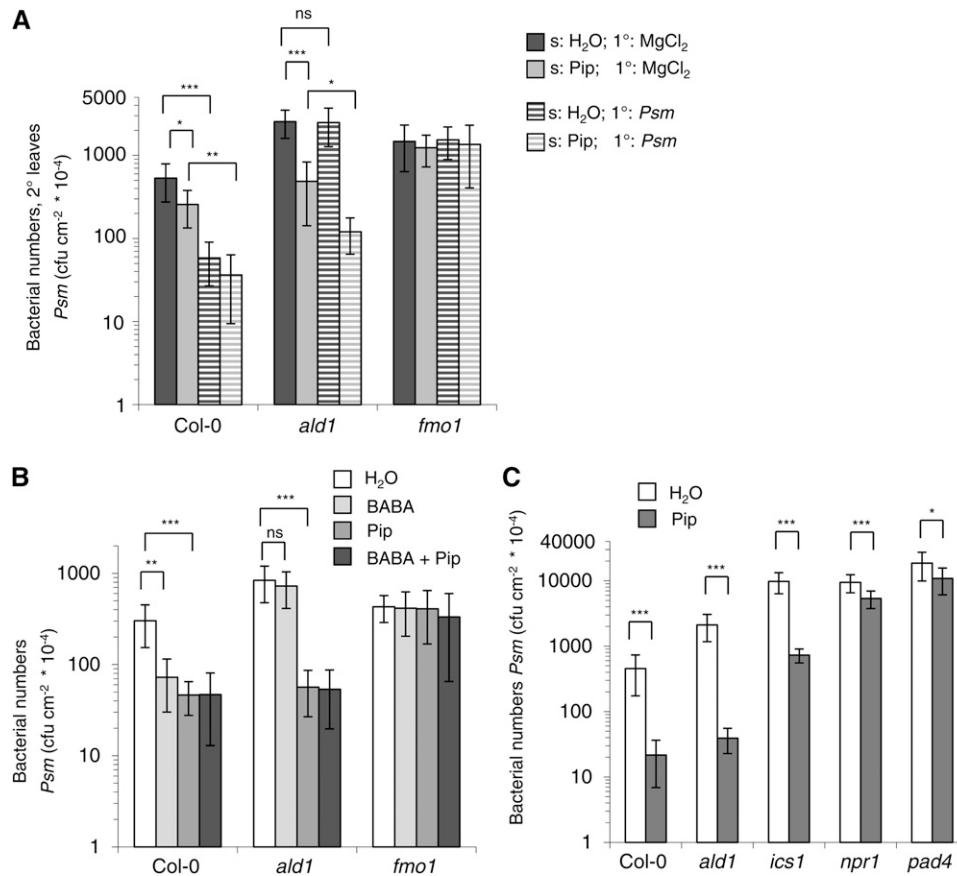 A
s: H₂O; 1°: MgCl₂
s: Pip; 1°: MgCl₂
s: H₂O; 1°: Psm
s: Pip; 1°: Psm
ns
***
*
***
*
**
Bacterial numbers, 2° leaves
Psm (cfu cm⁻² * 10⁻⁴)
5000
1000
100
10
1
Col-0 ald1 fmo1
B
H₂O
BABA
Pip
BABA + Pip
***
**
***
ns
Bacterial numbers
Psm (cfu cm⁻² * 10⁻⁴)
1000
100
10
1
Col-0 ald1 fmo1
C
H₂O
Pip
***
***
***
***
*
Bacterial numbers Psm (cfu cm⁻² * 10⁻⁴)
40000
10000
1000
100
10
1
Col-0 ald1 ics1 npr1 pad4